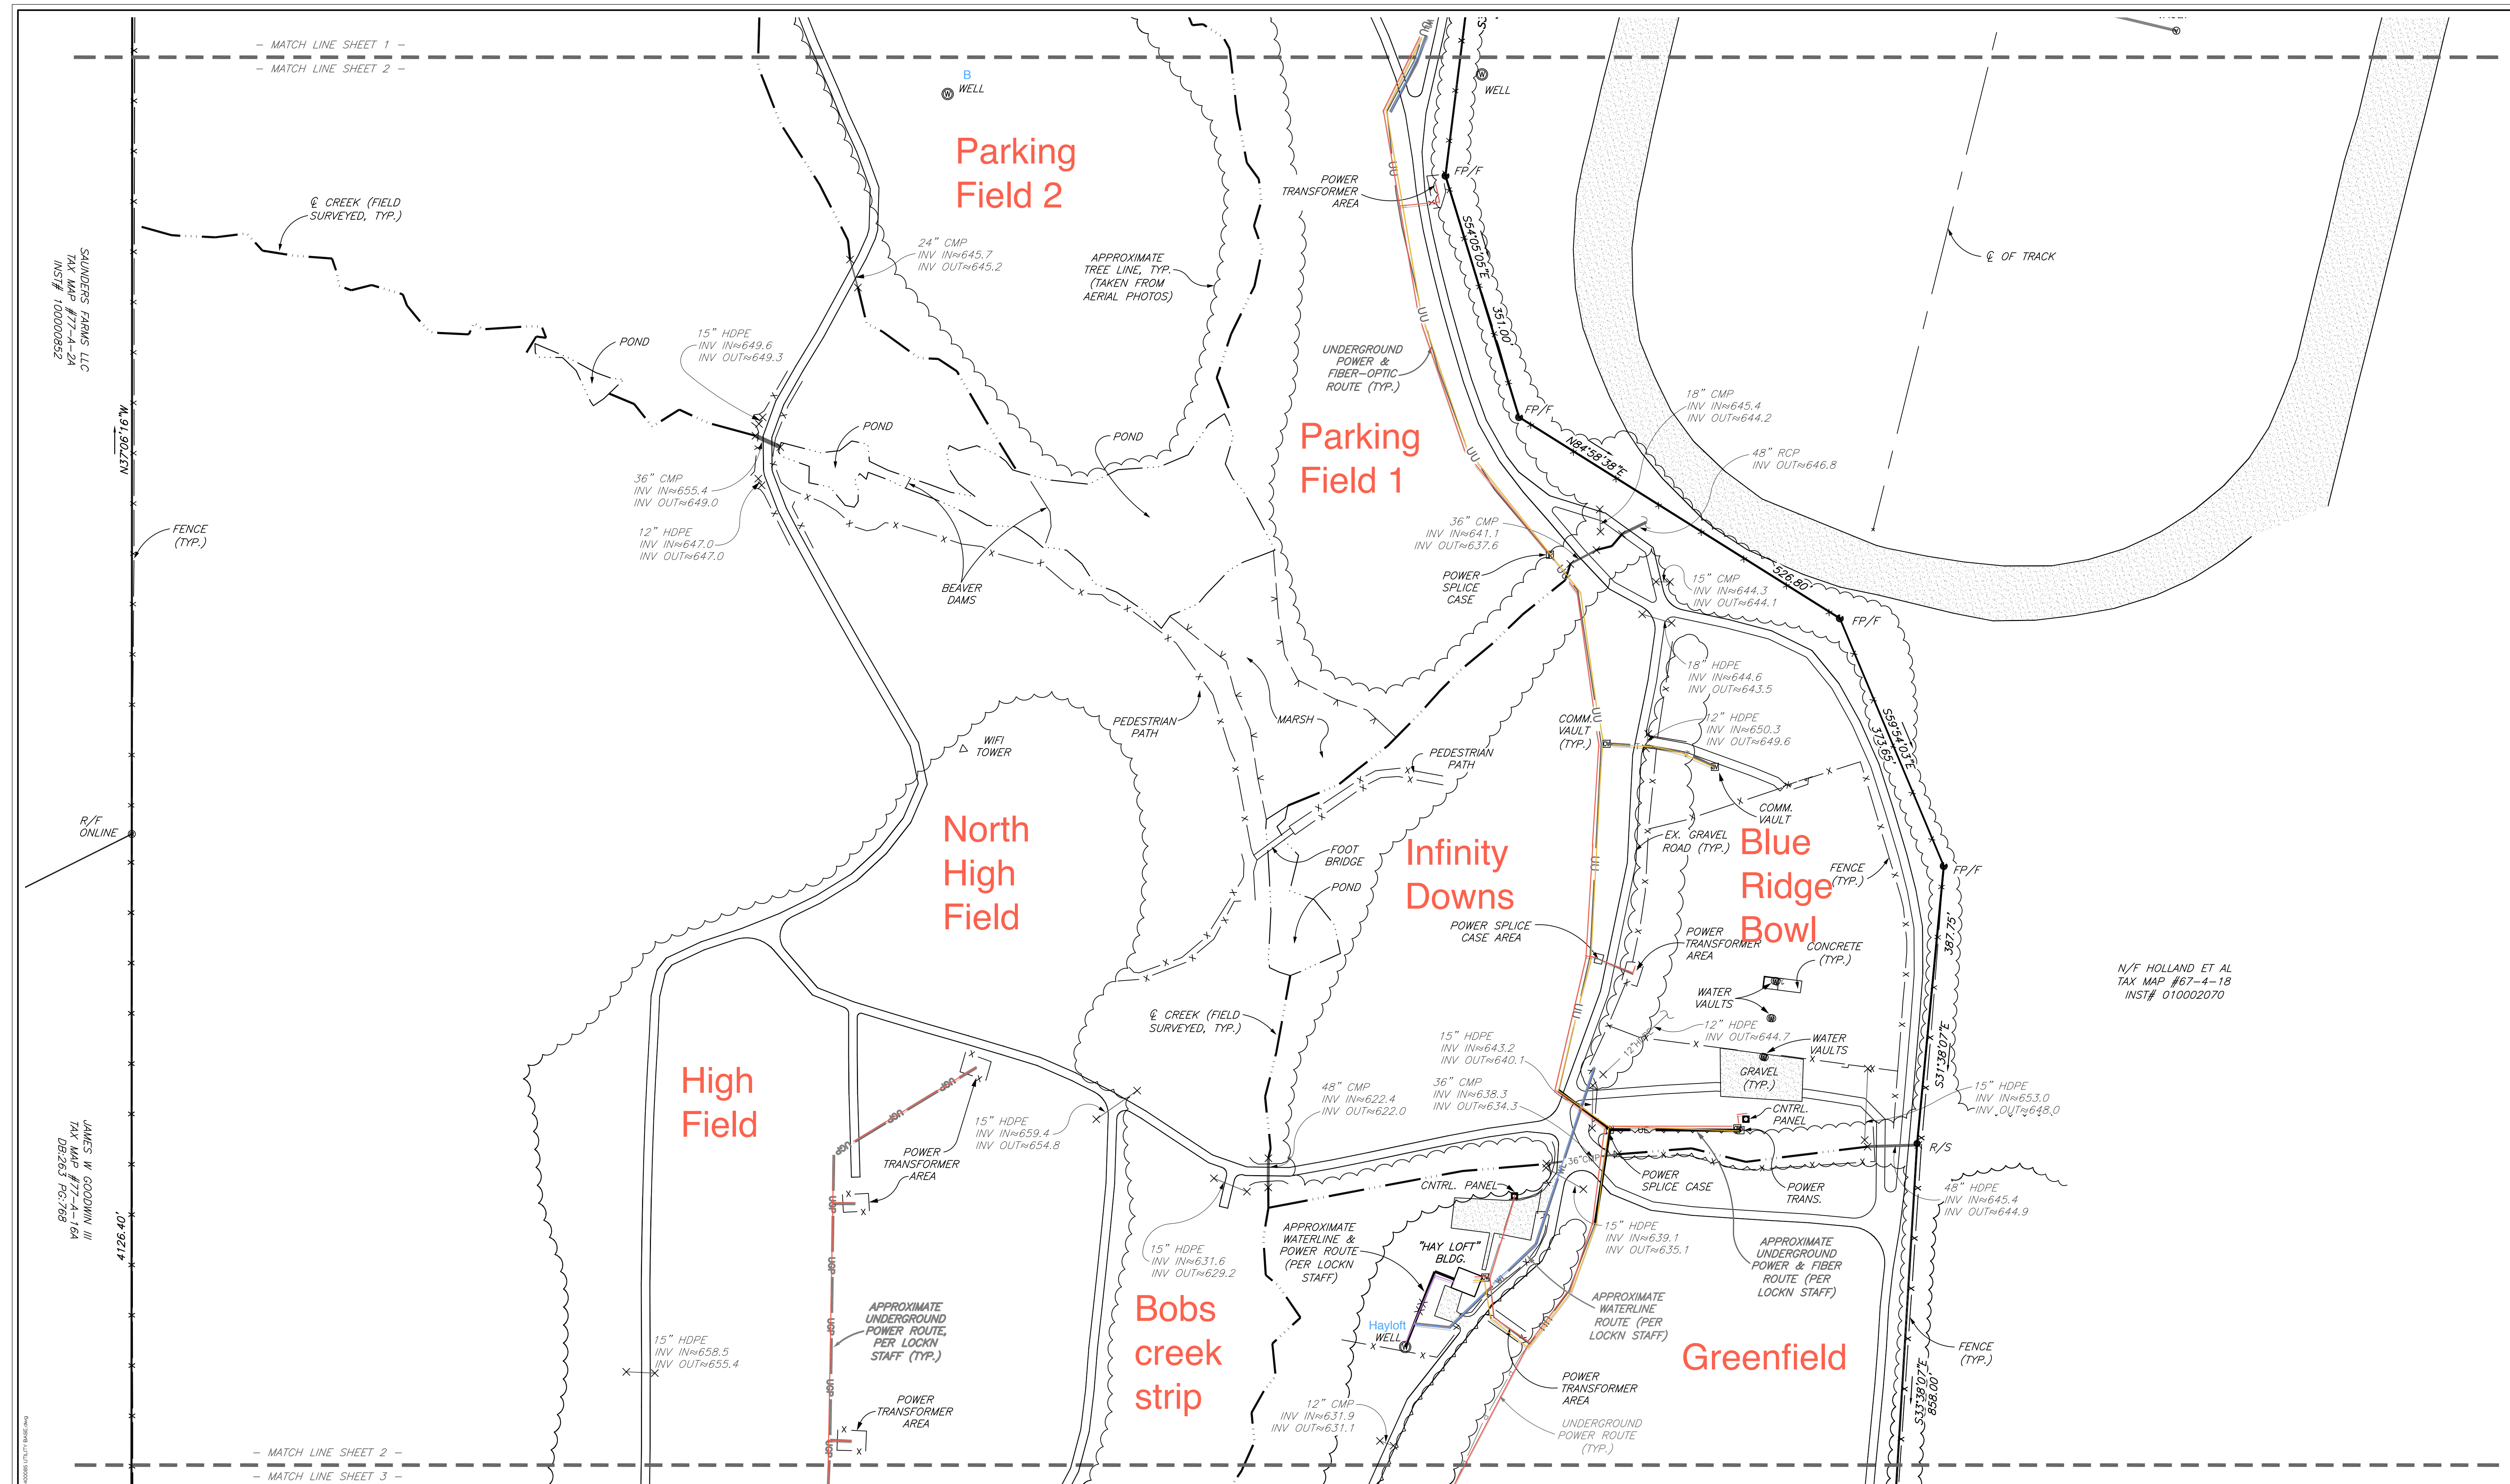 - MATCH LINE SHEET 1 -
- MATCH LINE SHEET 2 -
B
WELL
WELL
Parking
Field 2
POWER
TRANSFORMER
AREA
FP/F
℄ CREEK (FIELD
SURVEYED, TYP.)
SAUNDERS FARMS LLC
TAX MAP #77-A-2A
INST# 100000852
24" CMP
INV IN≈645.7
INV OUT≈645.2
APPROXIMATE
TREE LINE, TYP.
(TAKEN FROM
AERIAL PHOTOS)
S54°05'05"E
351.00'
℄ OF TRACK
POND
15" HDPE
INV IN≈649.6
INV OUT≈649.3
UNDERGROUND
POWER &
FIBER-OPTIC
ROUTE (TYP.)
N37°06'16"W
POND
POND
Parking
Field 1
FP/F
18" CMP
INV IN≈645.4
INV OUT≈644.2
N84°58'38"E
526.80'
48" RCP
INV OUT≈646.8
36" CMP
INV IN≈655.4
INV OUT≈649.0
FENCE
(TYP.)
12" HDPE
INV IN≈647.0
INV OUT≈647.0
36" CMP
INV IN≈641.1
INV OUT≈637.6
BEAVER
DAMS
POWER
SPLICE
CASE
15" CMP
INV IN≈644.3
INV OUT≈644.1
FP/F
18" HDPE
INV IN≈644.6
INV OUT≈643.5
PEDESTRIAN
PATH
MARSH
COMM.
VAULT
(TYP.)
12" HDPE
INV IN≈650.3
INV OUT≈649.6
S59°54'03"E
373.65'
WIFI
TOWER
PEDESTRIAN
PATH
COMM.
VAULT
R/F
ONLINE
North
High
Field
FOOT
BRIDGE
POND
Infinity
Downs
EX. GRAVEL
ROAD (TYP.)
Blue
Ridge
Bowl
FENCE
(TYP.)
FP/F
387.75'
S31°38'07"E
POWER SPLICE
CASE AREA
POWER
TRANSFORMER
AREA
CONCRETE
(TYP.)
WATER
VAULTS
N/F HOLLAND ET AL
TAX MAP #67-4-18
INST# 010002070
℄ CREEK (FIELD
SURVEYED, TYP.)
12" HDPE
INV OUT≈644.7
12"HDPE
WATER
VAULTS
15" HDPE
INV IN≈643.2
INV OUT≈640.1
GRAVEL
(TYP.)
High
Field
UGP
UGP
UGP
48" CMP
INV IN≈622.4
INV OUT≈622.0
36" CMP
INV IN≈638.3
INV OUT≈634.3
CNTRL.
PANEL
15" HDPE
INV IN≈653.0
INV OUT≈648.0
15" HDPE
INV IN≈659.4
INV OUT≈654.8
POWER
TRANSFORMER
AREA
36"CMP
R/S
JAMES W GOODWIN III
TAX MAP #77-A-16A
DB:263 PG:768
4126.40'
CNTRL. PANEL
POWER
SPLICE CASE
POWER
TRANS.
48" HDPE
INV IN≈645.4
INV OUT≈644.9
UGP
APPROXIMATE
WATERLINE &
POWER ROUTE
(PER LOCKN
STAFF)
"HAY LOFT"
BLDG.
15" HDPE
INV IN≈639.1
INV OUT≈635.1
APPROXIMATE
UNDERGROUND
POWER & FIBER
ROUTE (PER
LOCKN STAFF)
15" HDPE
INV IN≈631.6
INV OUT≈629.2
UGP
WL
WL
APPROXIMATE
UNDERGROUND
POWER ROUTE,
PER LOCKN
STAFF (TYP.)
Bobs
creek
strip
Hayloft
WELL
APPROXIMATE
WATERLINE
ROUTE (PER
LOCKN STAFF)
Greenfield
FENCE
(TYP.)
15" HDPE
INV IN≈658.5
INV OUT≈655.4
UGP
UGP
UGP
POWER
TRANSFORMER
AREA
POWER
TRANSFORMER
AREA
12" CMP
INV IN≈631.9
INV OUT≈631.1
UNDERGROUND
POWER ROUTE
(TYP.)
S33°38'07"E
858.00'
- MATCH LINE SHEET 2 -
- MATCH LINE SHEET 3 -
UTILITY BASE.dwg